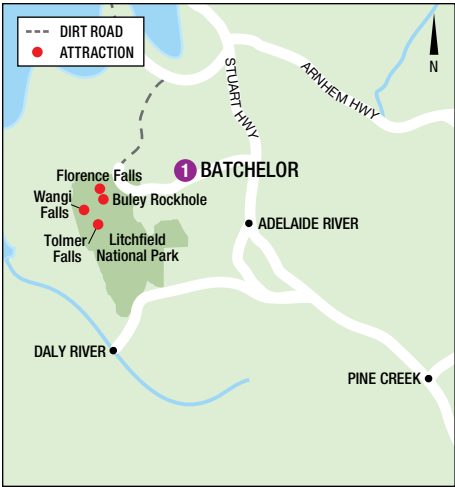 DIRT ROAD
ATTRACTION
N
STUART HWY
ARNHEM HWY
1 BATCHELOR
Florence Falls
Wangi
Falls
Buley Rockhole
Tolmer
Falls
Litchfield
National Park
ADELAIDE RIVER
DALY RIVER
PINE CREEK